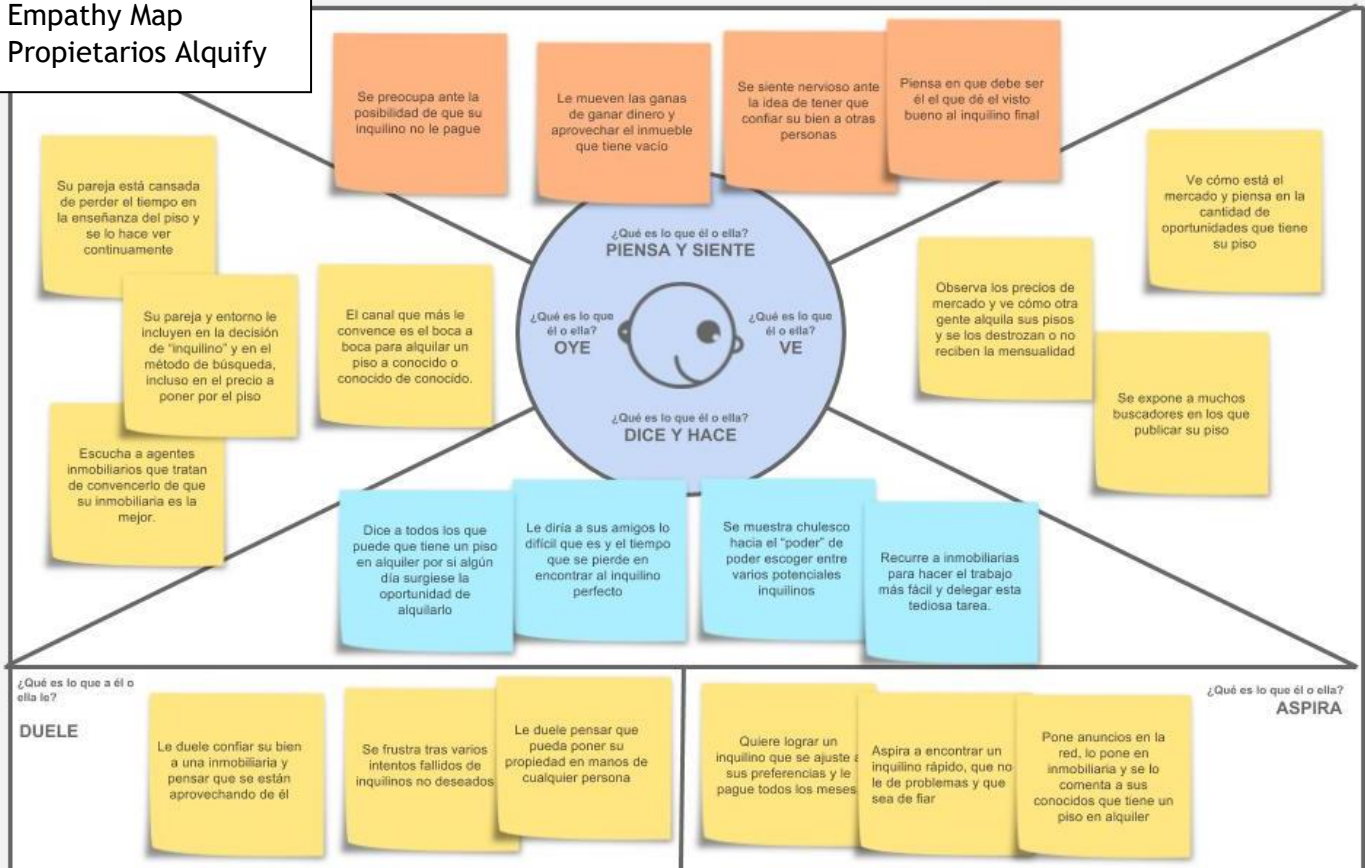 Empathy Map
Propietarios Alquify
Se preocupa ante la
posibilidad de que su
inquilino no le pague
Le mueven las ganas
de ganar dinero y
aprovechar el inmueble
que tiene vacío
Se siente nervioso ante
la idea de tener que
confiar su bien a otras
personas
Piensa en que debe ser
él el que dé el visto
bueno al inquilino final
Su pareja está cansada
de perder el tiempo en
la enseñanza del piso y
se lo hace ver
continuamente
Su pareja y entorno le
incluyen en la decisión
de “inquilino” y en el
método de búsqueda,
incluso en el precio a
poner por el piso
El canal que más le
convence es el boca a
boca para alquilar un
piso a conocido o
conocido de conocido.
Escucha a agentes
inmobiliarios que tratan
de convencerlo de que
su inmobiliaria es la
mejor.
¿Qué es lo que él o ella?
PIENSA Y SIENTE
¿Qué es lo que
él o ella?
OYE
¿Qué es lo que
él o ella?
VE
¿Qué es lo que él o ella?
DICE Y HACE
Ve cómo está el
mercado y piensa en la
cantidad de
oportunidades que tiene
su piso
Observa los precios de
mercado y ve cómo otra
gente alquila sus pisos
y se los destrozan o no
reciben la mensualidad
Se expone a muchos
buscadores en los que
publicar su piso
Dice a todos los que
puede que tiene un piso
en alquiler por si algún
día surgiese la
oportunidad de
alquilarlo
Le diría a sus amigos lo
difícil que es y el tiempo
que se pierde en
encontrar al inquilino
perfecto
Se muestra chulesco
hacia el “poder” de
poder escoger entre
varios potenciales
inquilinos
Recurre a inmobiliarias
para hacer el trabajo
más fácil y delegar esta
tediosa tarea.
¿Qué es lo que a él o
ella le?
DUELE
Le duele confiar su bien
a una inmobiliaria y
pensar que se están
aprovechando de él
Se frustra tras varios
intentos fallidos de
inquilinos no deseados
Le duele pensar que
pueda poner su
propiedad en manos de
cualquier persona
¿Qué es lo que él o ella?
ASPIRA
Quiere lograr un
inquilino que se ajuste a
sus preferencias y le
pague todos los meses
Aspira a encontrar un
inquilino rápido, que no
le de problemas y que
sea de fiar
Pone anuncios en la
red, lo pone en
inmobiliaria y se lo
comenta a sus
conocidos que tiene un
piso en alquiler